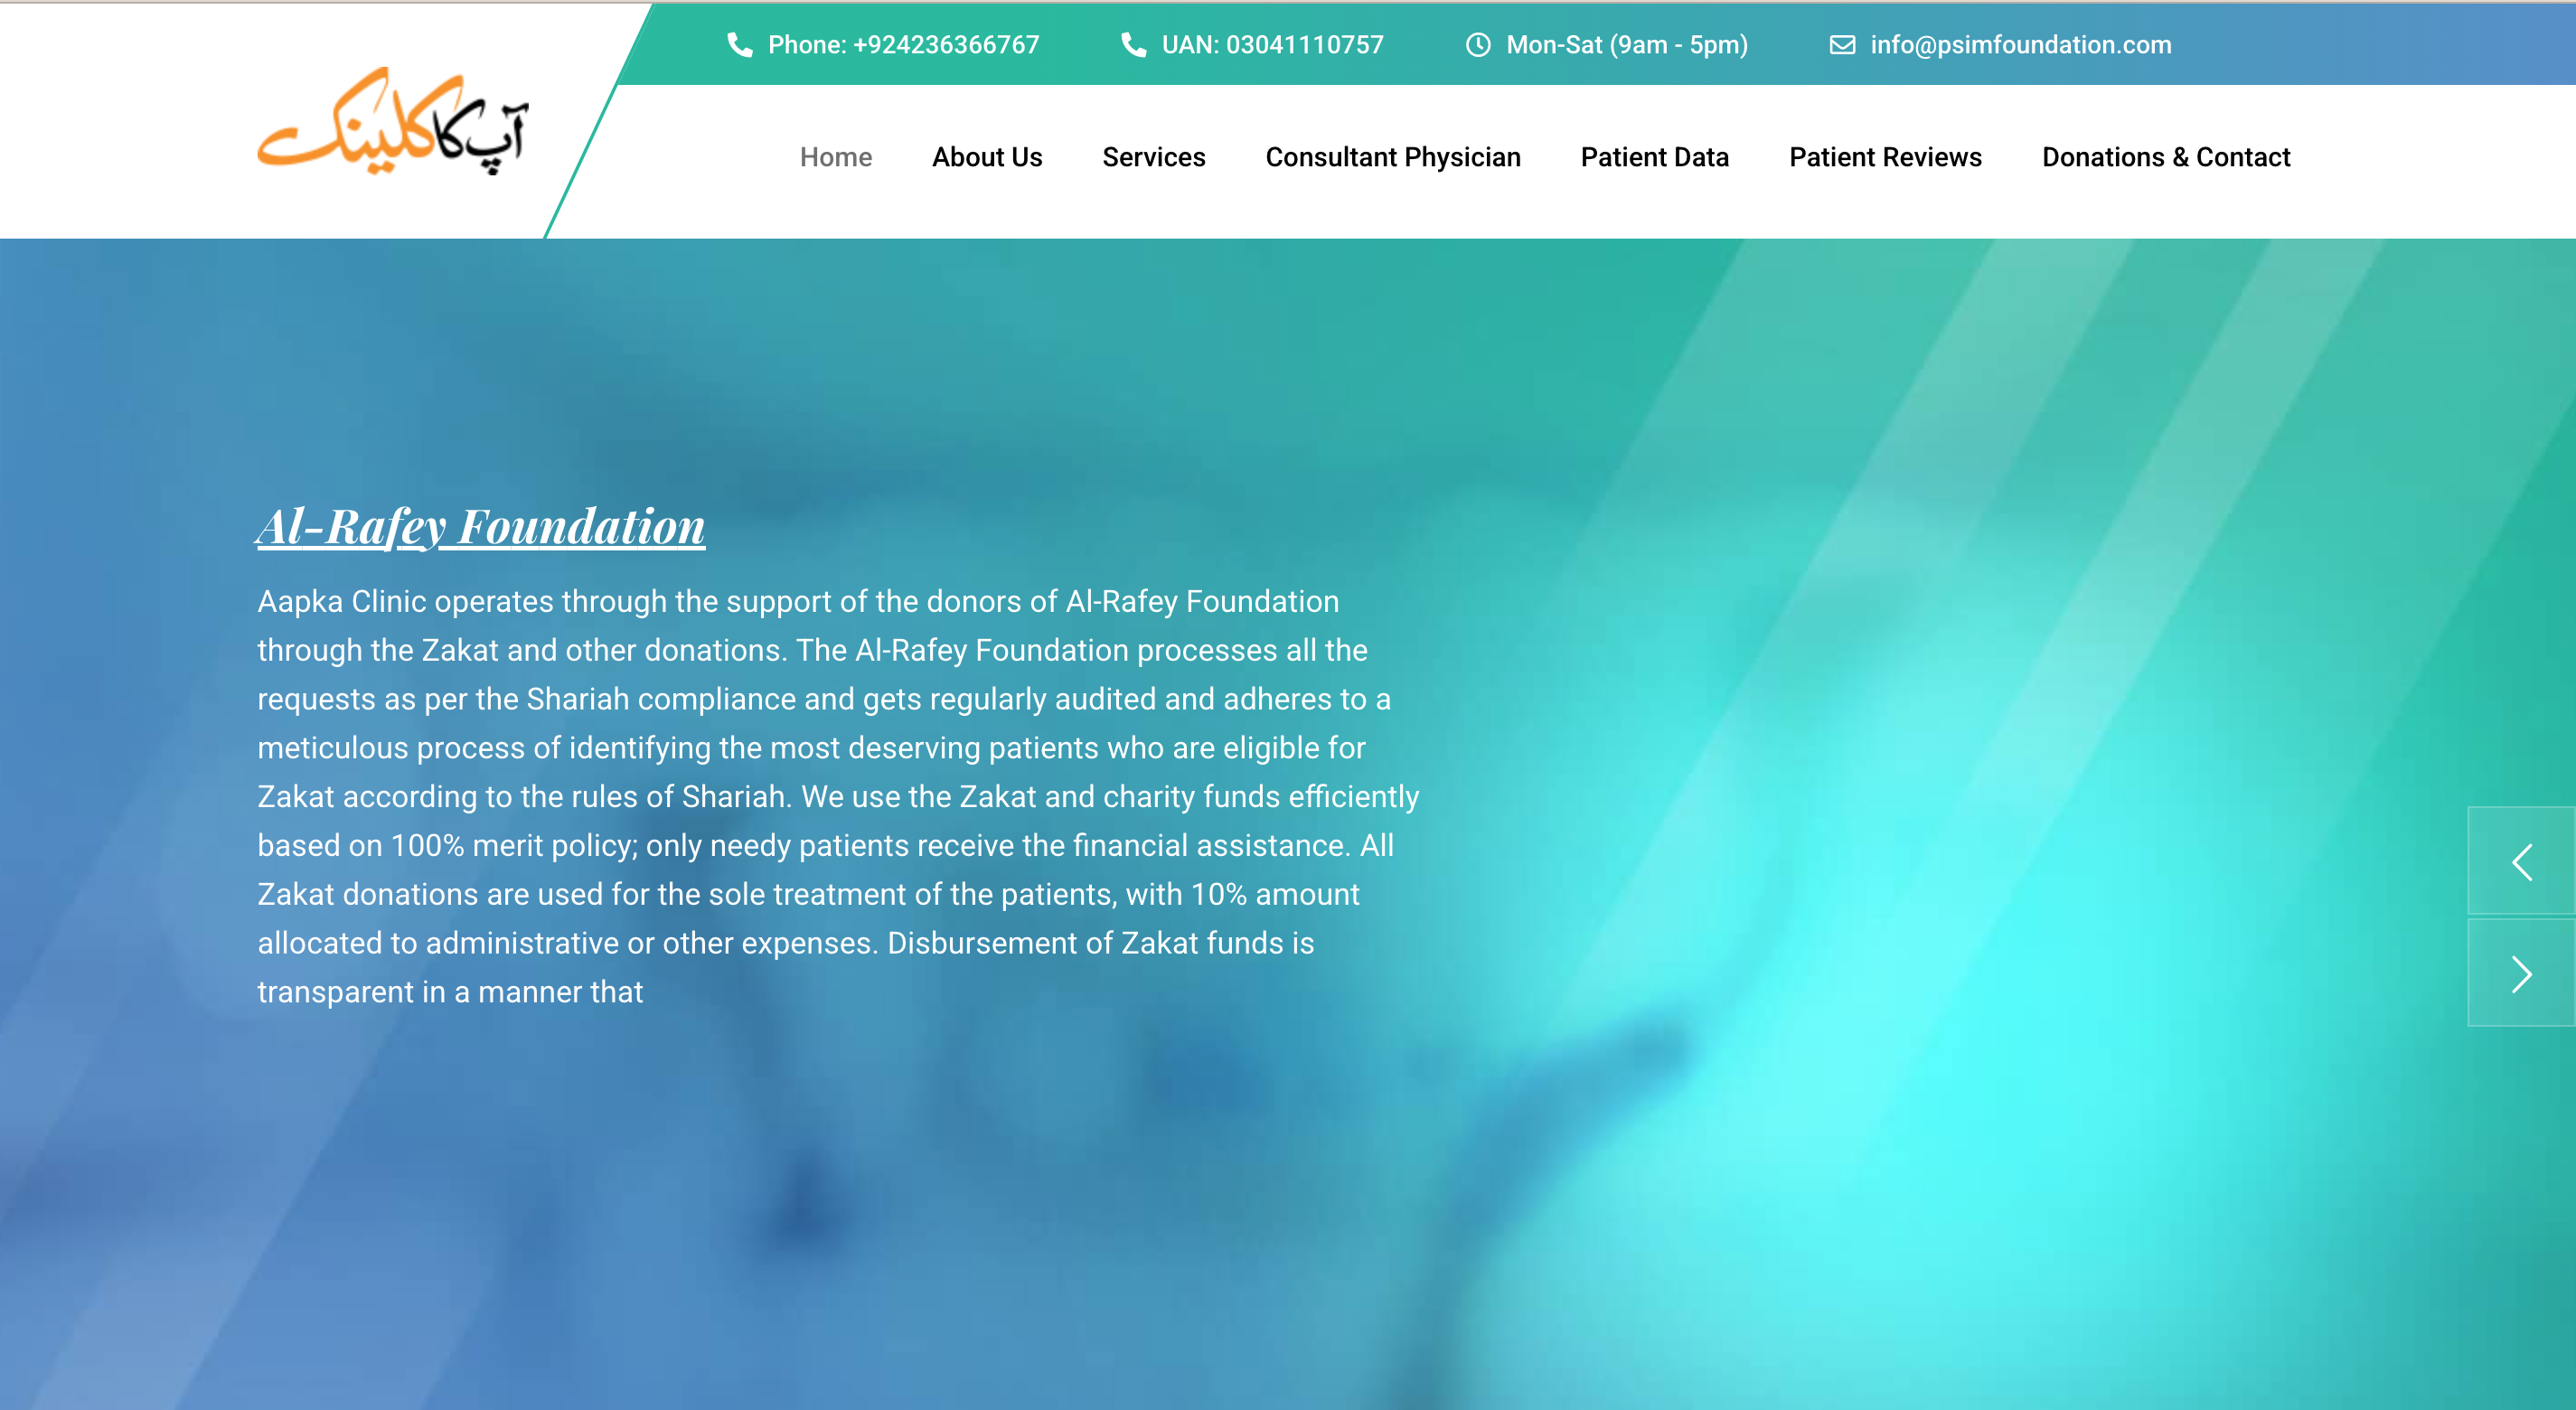 Phone: +924236366767 UAN: 03041110757 Mon-Sat (9am - 5pm) info@psimfoundation.com
آپ کا کلینک
Home About Us Services Consultant Physician Patient Data Patient Reviews Donations & Contact
Al-Rafey Foundation
Aapka Clinic operates through the support of the donors of Al-Rafey Foundation
through the Zakat and other donations. The Al-Rafey Foundation processes all the
requests as per the Shariah compliance and gets regularly audited and adheres to a
meticulous process of identifying the most deserving patients who are eligible for
Zakat according to the rules of Shariah. We use the Zakat and charity funds efficiently
based on 100% merit policy; only needy patients receive the financial assistance. All
Zakat donations are used for the sole treatment of the patients, with 10% amount
allocated to administrative or other expenses. Disbursement of Zakat funds is
transparent in a manner that